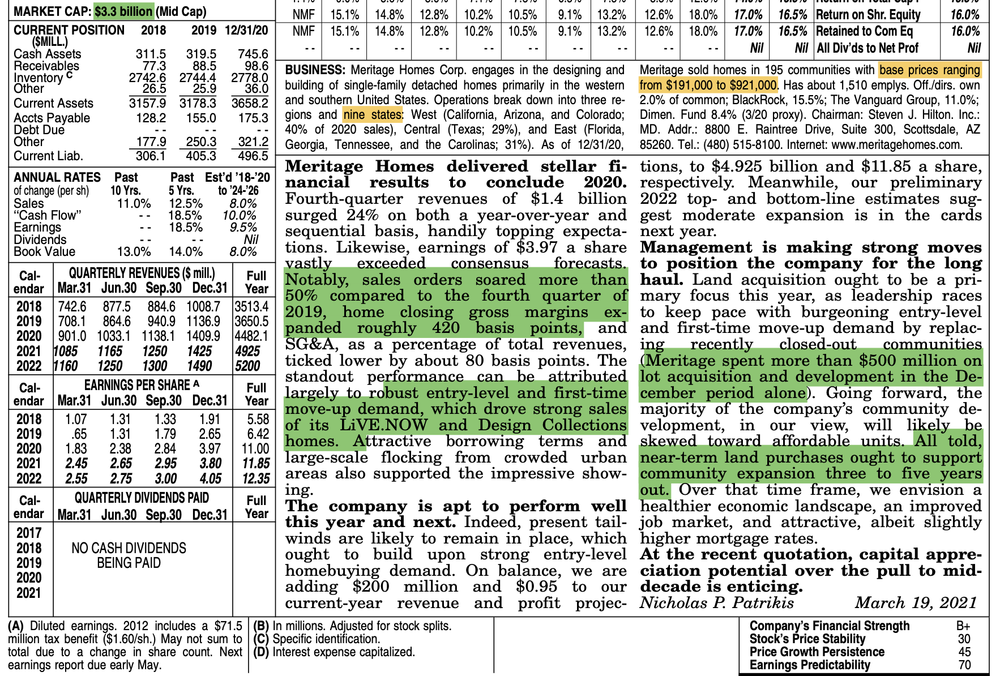 MARKET CAP: $3.3 billion (Mid Cap)
CURRENT POSITION 2018 2019 12/31/20
($MILL.)
Cash Assets 311.5 319.5 745.6
Receivables 77.3 88.5 98.6
Inventory C 2742.6 2744.4 2778.0
Other 26.5 25.9 36.0
Current Assets 3157.9 3178.3 3658.2
Accts Payable 128.2 155.0 175.3
Debt Due - - - - - -
Other 177.9 250.3 321.2
Current Liab. 306.1 405.3 496.5
ANNUAL RATES Past Past Est'd '18-'20
of change (per sh) 10 Yrs. 5 Yrs. to '24-'26
Sales 11.0% 12.5% 8.0%
“Cash Flow” - - 18.5% 10.0%
Earnings - - 18.5% 9.5%
Dividends - - - - Nil
Book Value 13.0% 14.0% 8.0%
Cal- QUARTERLY REVENUES ($ mill.) Full
endar Mar.31 Jun.30 Sep.30 Dec.31 Year
2018 742.6 877.5 884.6 1008.7 3513.4
2019 708.1 864.6 940.9 1136.9 3650.5
2020 901.0 1033.1 1138.1 1409.9 4482.1
2021 1085 1165 1250 1425 4925
2022 1160 1250 1300 1490 5200
Cal- EARNINGS PER SHARE A Full
endar Mar.31 Jun.30 Sep.30 Dec.31 Year
2018 1.07 1.31 1.33 1.91 5.58
2019 .65 1.31 1.79 2.65 6.42
2020 1.83 2.38 2.84 3.97 11.00
2021 2.45 2.65 2.95 3.80 11.85
2022 2.55 2.75 3.00 4.05 12.35
Cal- QUARTERLY DIVIDENDS PAID Full
endar Mar.31 Jun.30 Sep.30 Dec.31 Year
2017
2018 NO CASH DIVIDENDS
2019 BEING PAID
2020
2021
NMF 15.1% 14.8% 12.8% 10.2% 10.5% 9.1% 13.2% 12.6% 18.0% 17.0% 16.5% Return on Shr. Equity 16.0%
NMF 15.1% 14.8% 12.8% 10.2% 10.5% 9.1% 13.2% 12.6% 18.0% 17.0% 16.5% Retained to Com Eq 16.0%
- - - - - - - - - - - - - - - - - - - - Nil Nil All Div'ds to Net Prof Nil
BUSINESS: Meritage Homes Corp. engages in the designing and
building of single-family detached homes primarily in the western
and southern United States. Operations break down into three re-
gions and nine states: West (California, Arizona, and Colorado;
40% of 2020 sales), Central (Texas; 29%), and East (Florida,
Georgia, Tennessee, and the Carolinas; 31%). As of 12/31/20,
Meritage sold homes in 195 communities with base prices ranging
from $191,000 to $921,000. Has about 1,510 emplys. Off./dirs. own
2.0% of common; BlackRock, 15.5%; The Vanguard Group, 11.0%;
Dimen. Fund 8.4% (3/20 proxy). Chairman: Steven J. Hilton. Inc.:
MD. Addr.: 8800 E. Raintree Drive, Suite 300, Scottsdale, AZ
85260. Tel.: (480) 515-8100. Internet: www.meritagehomes.com.
Meritage Homes delivered stellar fi-
nancial results to conclude 2020.
Fourth-quarter revenues of $1.4 billion
surged 24% on both a year-over-year and
sequential basis, handily topping expecta-
tions. Likewise, earnings of $3.97 a share
vastly exceeded consensus forecasts.
Notably, sales orders soared more than
50% compared to the fourth quarter of
2019, home closing gross margins ex-
panded roughly 420 basis points, and
SG&A, as a percentage of total revenues,
ticked lower by about 80 basis points. The
standout performance can be attributed
largely to robust entry-level and first-time
move-up demand, which drove strong sales
of its LiVE.NOW and Design Collections
homes. Attractive borrowing terms and
large-scale flocking from crowded urban
areas also supported the impressive show-
ing.
The company is apt to perform well
this year and next. Indeed, present tail-
winds are likely to remain in place, which
ought to build upon strong entry-level
homebuying demand. On balance, we are
adding $200 million and $0.95 to our
current-year revenue and profit projec-
tions, to $4.925 billion and $11.85 a share,
respectively. Meanwhile, our preliminary
2022 top- and bottom-line estimates sug-
gest moderate expansion is in the cards
next year.
Management is making strong moves
to position the company for the long
haul. Land acquisition ought to be a pri-
mary focus this year, as leadership races
to keep pace with burgeoning entry-level
and first-time move-up demand by replac-
ing recently closed-out communities
(Meritage spent more than $500 million on
lot acquisition and development in the De-
cember period alone). Going forward, the
majority of the company's community de-
velopment, in our view, will likely be
skewed toward affordable units. All told,
near-term land purchases ought to support
community expansion three to five years
out. Over that time frame, we envision a
healthier economic landscape, an improved
job market, and attractive, albeit slightly
higher mortgage rates.
At the recent quotation, capital appre-
ciation potential over the pull to mid-
decade is enticing.
Nicholas P. Patrikis March 19, 2021
(A) Diluted earnings. 2012 includes a $71.5
million tax benefit ($1.60/sh.) May not sum to
total due to a change in share count. Next
earnings report due early May.
(B) In millions. Adjusted for stock splits.
(C) Specific identification.
(D) Interest expense capitalized.
Company's Financial Strength B+
Stock's Price Stability 30
Price Growth Persistence 45
Earnings Predictability 70